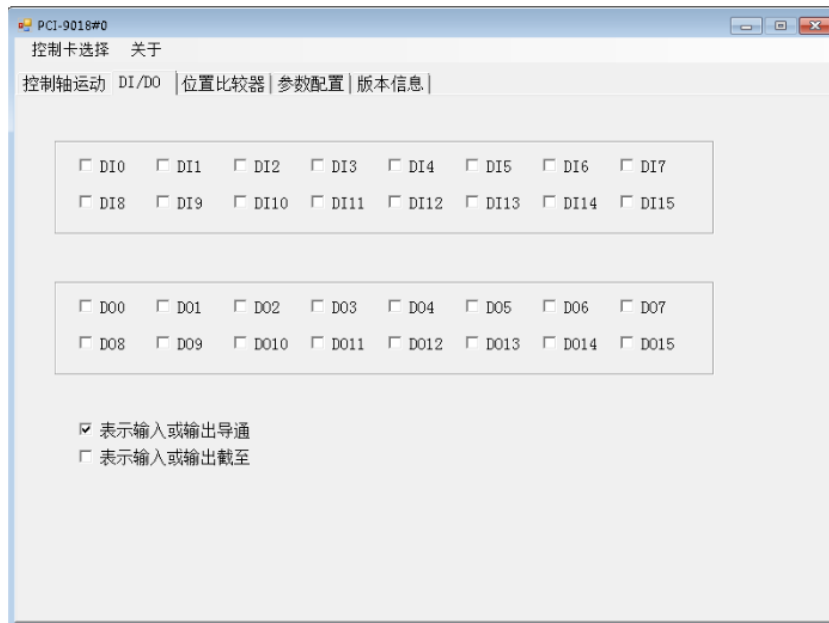 PCI-9018#0
控制卡选择 关于
控制轴运动 DI/DO 位置比较器 参数配置 版本信息
DI0 DI1 DI2 DI3 DI4 DI5 DI6 DI7
DI8 DI9 DI10 DI11 DI12 DI13 DI14 DI15
DO0 DO1 DO2 DO3 DO4 DO5 DO6 DO7
DO8 DO9 DO10 DO11 DO12 DO13 DO14 DO15
表示输入或输出导通
表示输入或输出截至